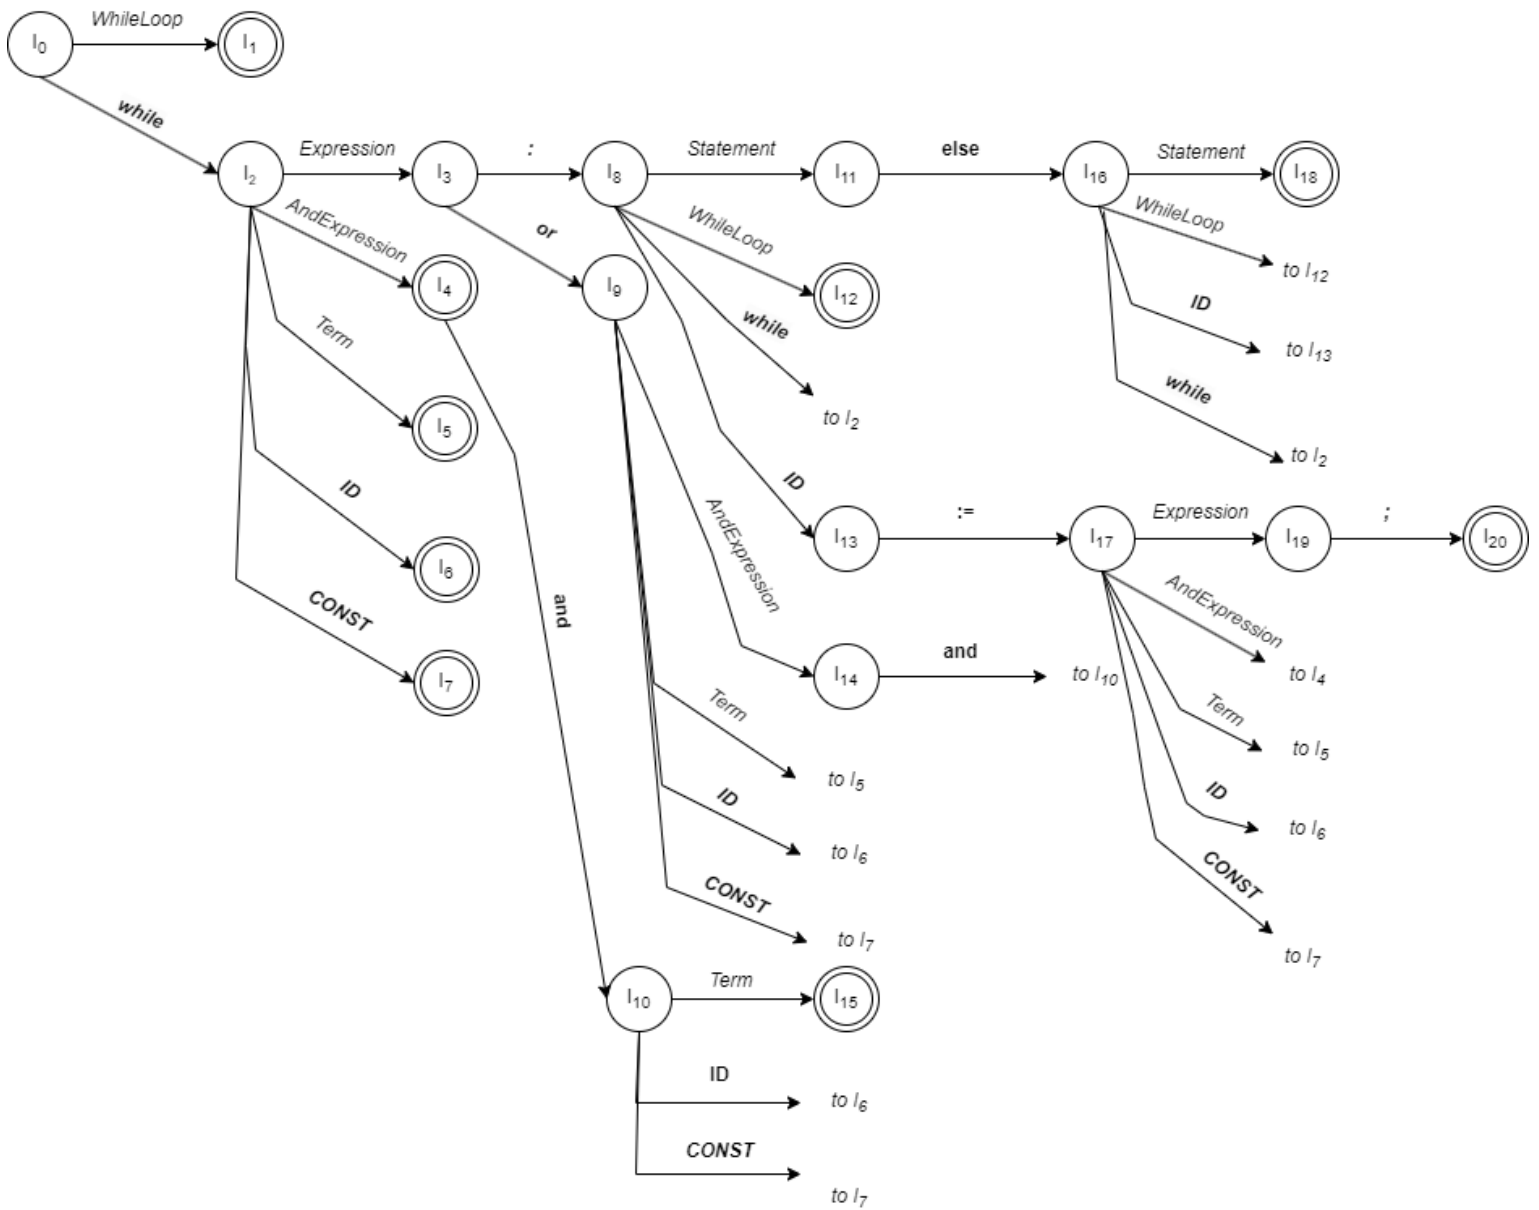 WhileLoop
I0
I1
while
Expression
:
Statement
else
Statement
I2
I3
I8
I11
I16
I18
AndExpression
or
WhileLoop
WhileLoop
to I12
I4
I9
I12
ID
Term
while
to I13
to I2
while
I5
to I2
ID
ID
:=
Expression
;
I13
I17
I19
I20
I6
AndExpression
AndExpression
CONST
and
and
I7
I14
to I10
to I4
Term
Term
to I5
to I5
ID
ID
to I6
to I6
CONST
CONST
to I7
to I7
Term
I10
I15
ID
to I6
CONST
to I7